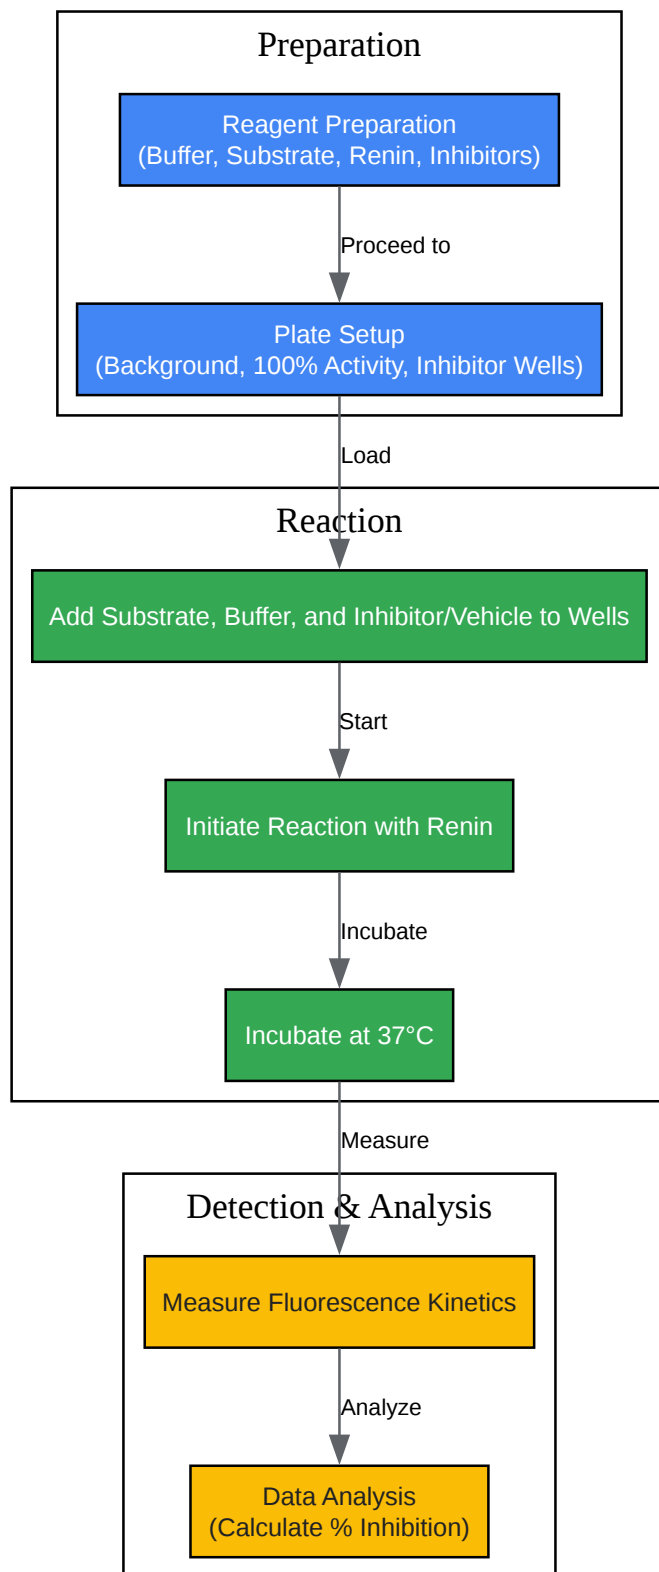 Preparation
Reagent Preparation
(Buffer, Substrate, Renin, Inhibitors)
Proceed to
Plate Setup
(Background, 100% Activity, Inhibitor Wells)
Load
Reaction
Add Substrate, Buffer, and Inhibitor/Vehicle to Wells
Start
Initiate Reaction with Renin
Incubate
Incubate at 37°C
Measure
Detection & Analysis
Measure Fluorescence Kinetics
Analyze
Data Analysis
(Calculate % Inhibition)